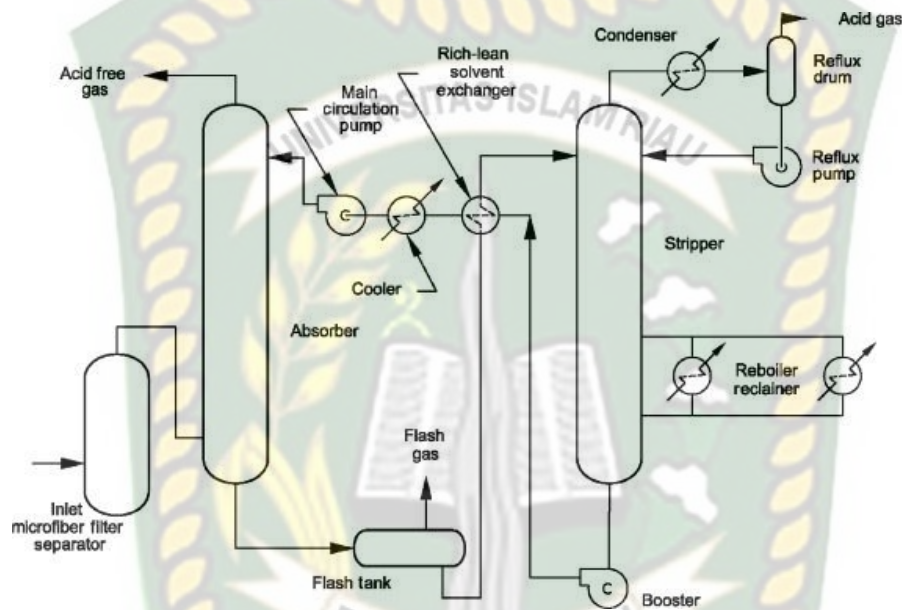 Acid gas
Condenser
Reflux
drum
Rich-lean
solvent
exchanger
Acid free
gas
Main
circulation
pump
UNIVERSITAS ISLAM RIAU
Reflux
pump
C
Stripper
Cooler
Absorber
Reboiler
reclainer
Flash
gas
Inlet
microfiber filter
separator
Flash tank
C
Booster